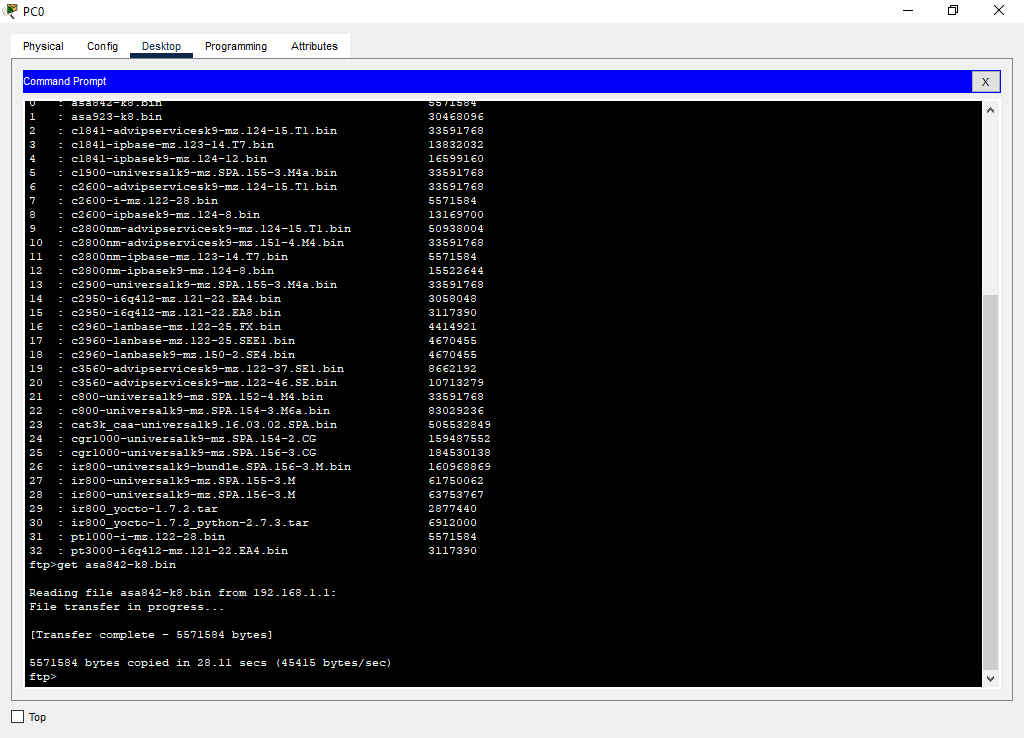 PC0
Physical Config Desktop Programming Attributes
Command Prompt X
0 : asa842-k8.bin 5571584
1 : asa923-k8.bin 30468096
2 : c1841-advipservicesk9-mz.124-15.T1.bin 33591768
3 : c1841-ipbase-mz.123-14.T7.bin 13832032
4 : c1841-ipbasek9-mz.124-12.bin 16599160
5 : c1900-universalk9-mz.SPA.155-3.M4a.bin 33591768
6 : c2600-advipservicesk9-mz.124-15.T1.bin 33591768
7 : c2600-i-mz.122-28.bin 5571584
8 : c2600-ipbasek9-mz.124-8.bin 13169700
9 : c2800nm-advipservicesk9-mz.124-15.T1.bin 50938004
10 : c2800nm-advipservicesk9-mz.151-4.M4.bin 33591768
11 : c2800nm-ipbase-mz.123-14.T7.bin 5571584
12 : c2800nm-ipbasek9-mz.124-8.bin 15522644
13 : c2900-universalk9-mz.SPA.155-3.M4a.bin 33591768
14 : c2950-i6q4l2-mz.121-22.EA4.bin 3058048
15 : c2950-i6q4l2-mz.121-22.EA8.bin 3117390
16 : c2960-lanbase-mz.122-25.FX.bin 4414921
17 : c2960-lanbase-mz.122-25.SEE1.bin 4670455
18 : c2960-lanbasek9-mz.150-2.SE4.bin 4670455
19 : c3560-advipservicesk9-mz.122-37.SE1.bin 8662192
20 : c3560-advipservicesk9-mz.122-46.SE.bin 10713279
21 : c800-universalk9-mz.SPA.152-4.M4.bin 33591768
22 : c800-universalk9-mz.SPA.154-3.M6a.bin 83029236
23 : cat3k_caa-universalk9.16.03.02.SPA.bin 505532849
24 : cgr1000-universalk9-mz.SPA.154-2.CG 159487552
25 : cgr1000-universalk9-mz.SPA.156-3.CG 184530138
26 : ir800-universalk9-bundle.SPA.156-3.M.bin 160968869
27 : ir800-universalk9-mz.SPA.155-3.M 61750062
28 : ir800-universalk9-mz.SPA.156-3.M 63753767
29 : ir800_yocto-1.7.2.tar 2877440
30 : ir800_yocto-1.7.2_python-2.7.3.tar 6912000
31 : pt1000-i-mz.122-28.bin 5571584
32 : pt3000-i6q4l2-mz.121-22.EA4.bin 3117390
ftp>get asa842-k8.bin
Reading file asa842-k8.bin from 192.168.1.1:
File transfer in progress...
[Transfer complete - 5571584 bytes]
5571584 bytes copied in 28.11 secs (45415 bytes/sec)
ftp>
Top